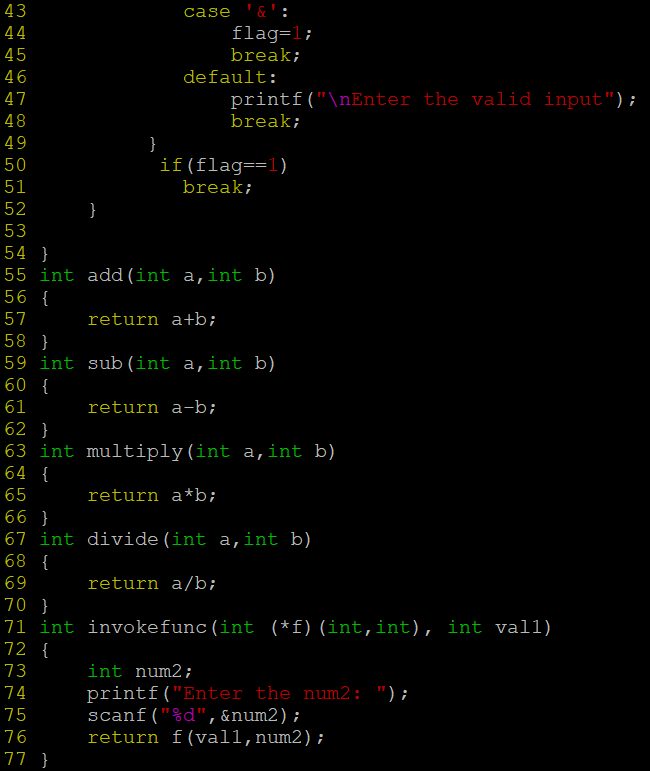 43             case '&':
44                 flag=1;
45                 break;
46             default:
47                 printf("\nEnter the valid input");
48                 break;
49          }
50           if(flag==1)
51             break;
52     }
53
54 }
55 int add(int a,int b)
56 {
57     return a+b;
58 }
59 int sub(int a,int b)
60 {
61     return a-b;
62 }
63 int multiply(int a,int b)
64 {
65     return a*b;
66 }
67 int divide(int a,int b)
68 {
69     return a/b;
70 }
71 int invokefunc(int (*f)(int,int), int val1)
72 {
73     int num2;
74     printf("Enter the num2: ");
75     scanf("%d",&num2);
76     return f(val1,num2);
77 }